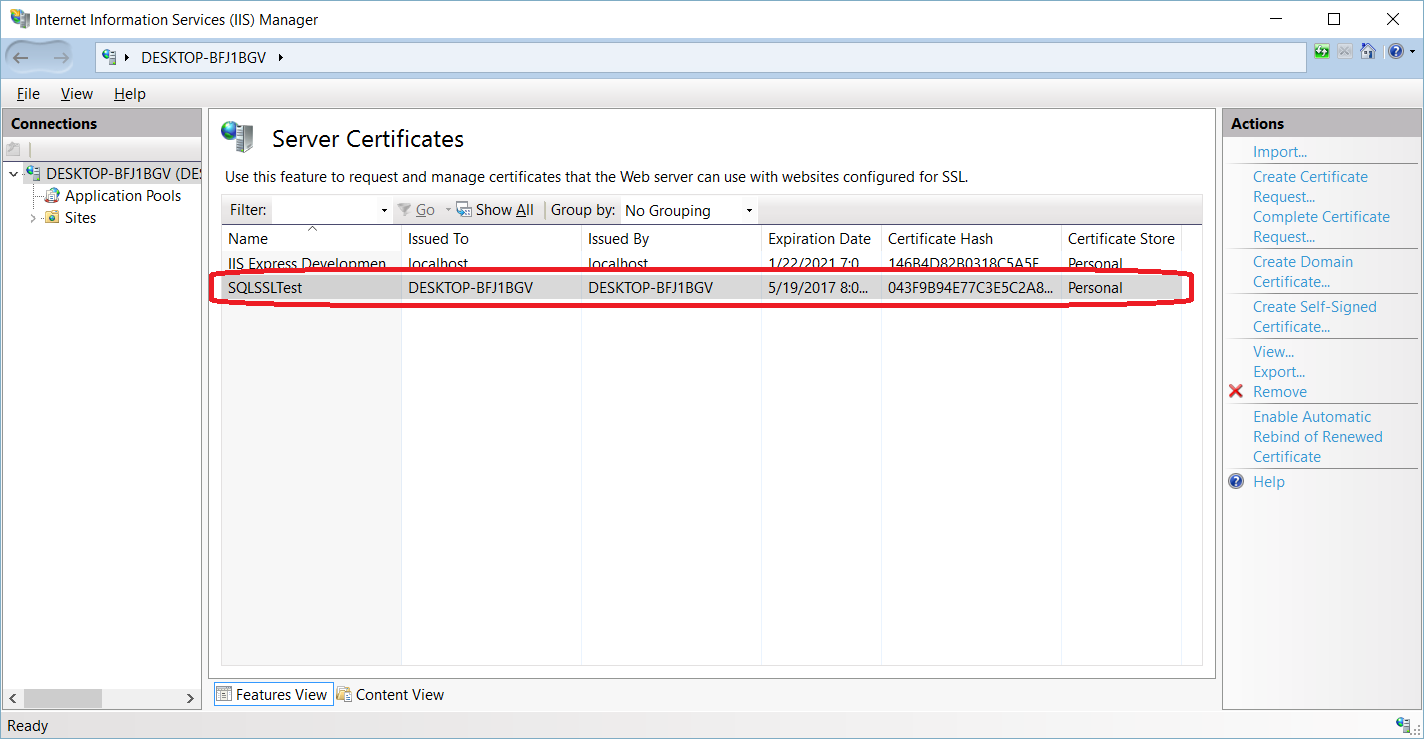 Internet Information Services (IIS) Manager
DESKTOP-BFJ1BGV
File View Help
Connections
DESKTOP-BFJ1BGV (DES
Application Pools
Sites
Server Certificates
Use this feature to request and manage certificates that the Web server can use with websites configured for SSL.
Filter: Go Show All Group by: No Grouping
Name Issued To Issued By Expiration Date Certificate Hash Certificate Store
IIS Express Developmen localhost localhost 1/22/2021 7:0 146B4D82B0318C5A5F Personal
SQLSSLTest DESKTOP-BFJ1BGV DESKTOP-BFJ1BGV 5/19/2017 8:0... 043F9B94E77C3E5C2A8... Personal
Features View Content View
Actions
Import...
Create Certificate
Request...
Complete Certificate
Request...
Create Domain
Certificate...
Create Self-Signed
Certificate...
View...
Export...
Remove
Enable Automatic
Rebind of Renewed
Certificate
Help
Ready